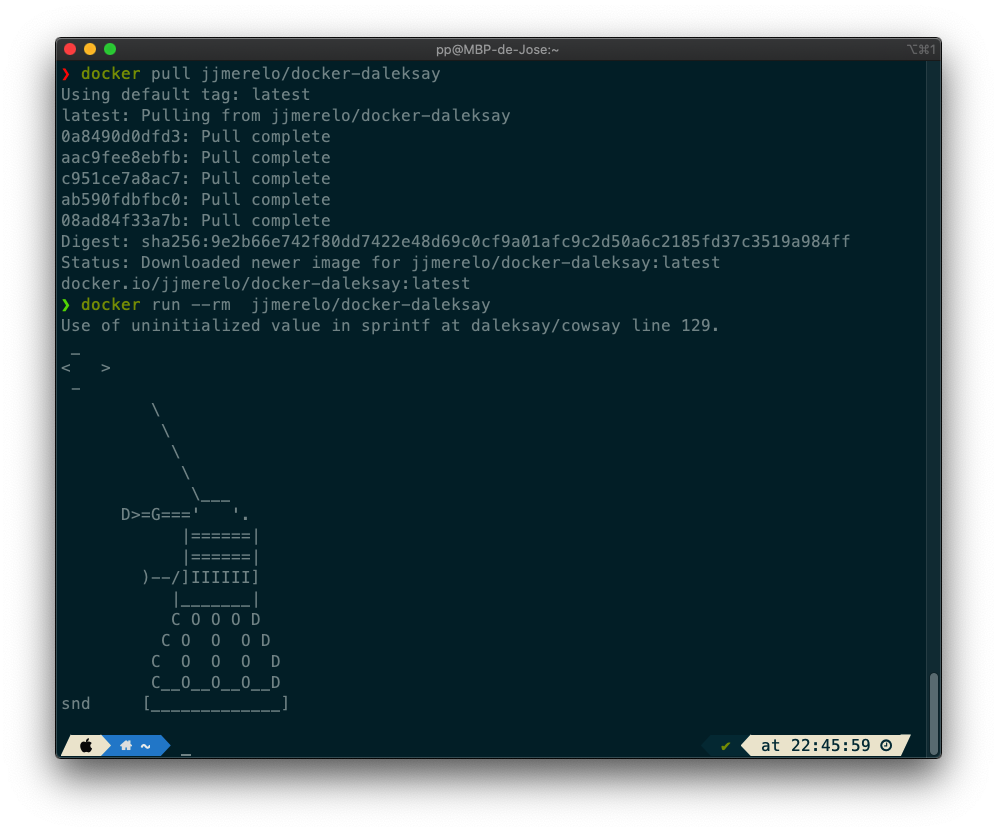 pp@MBP-de-Jose:~ ⌥⌘1
❯ docker pull jjmerelo/docker-daleksay
Using default tag: latest
latest: Pulling from jjmerelo/docker-daleksay
0a8490d0dfd3: Pull complete
aac9fee8ebfb: Pull complete
c951ce7a8ac7: Pull complete
ab590fdbfbc0: Pull complete
08ad84f33a7b: Pull complete
Digest: sha256:9e2b66e742f80dd7422e48d69c0cf9a01afc9c2d50a6c2185fd37c3519a984ff
Status: Downloaded newer image for jjmerelo/docker-daleksay:latest
docker.io/jjmerelo/docker-daleksay:latest
❯ docker run --rm  jjmerelo/docker-daleksay
Use of uninitialized value in sprintf at daleksay/cowsay line 129.
 _
<   >
 -
         \
          \
           \
            \
             \___
      D>=G==='   '.
            |======|
            |======|
        )--/]IIIIII]
           |_______|
           C O O O D
          C O  O  O D
         C  O  O  O  D
         C__O__O__O__D
snd     [_____________]
~ _ ✔ at 22:45:59